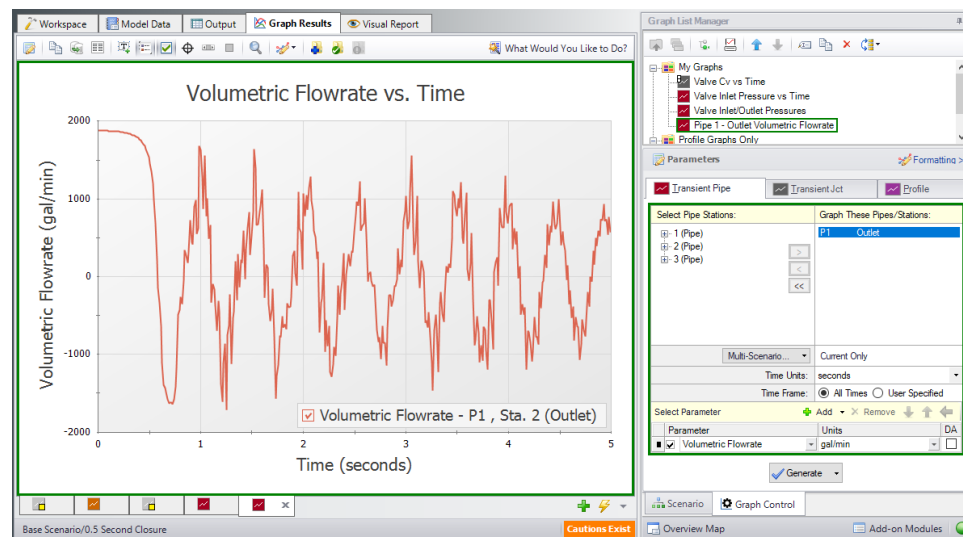 Workspace Model Data Output Graph Results Visual Report
What Would You Like to Do?
Volumetric Flowrate vs. Time
Volumetric Flowrate (gal/min)
2000
1000
0
-1000
-2000
Volumetric Flowrate - P1 , Sta. 2 (Outlet)
0 1 2 3 4 5
Time (seconds)
Base Scenario/0.5 Second Closure
Cautions Exist
Graph List Manager
My Graphs
Valve Cv vs Time
Valve Inlet Pressure vs Time
Valve Inlet/Outlet Pressures
Pipe 1 - Outlet Volumetric Flowrate
Profile Graphs Only
Parameters
Formatting >
Transient Pipe Transient Jct Profile
Select Pipe Stations: Graph These Pipes/Stations:
1 (Pipe)
2 (Pipe)
3 (Pipe)
P1 Outlet
>
<
<<
Multi-Scenario... Current Only
Time Units: seconds
Time Frame: All Times User Specified
Select Parameter Add Remove
Parameter Units DA
Volumetric Flowrate gal/min
Generate
Scenario Graph Control
Overview Map Add-on Modules